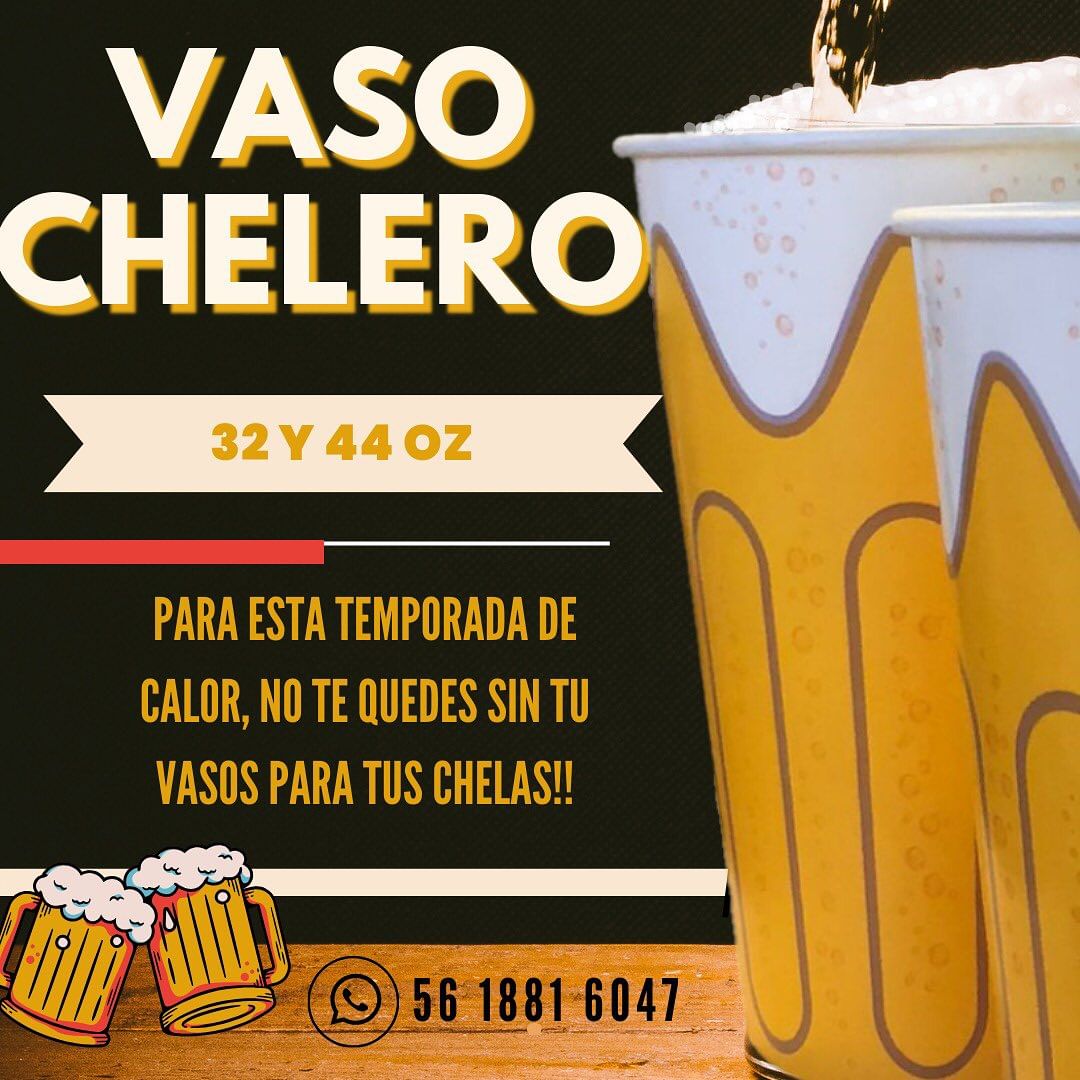 VASO
CHELERO
32 Y 44 OZ
PARA ESTA TEMPORADA DE
CALOR, NO TE QUEDES SIN TU
VASOS PARA TUS CHELAS!!
56 1881 6047